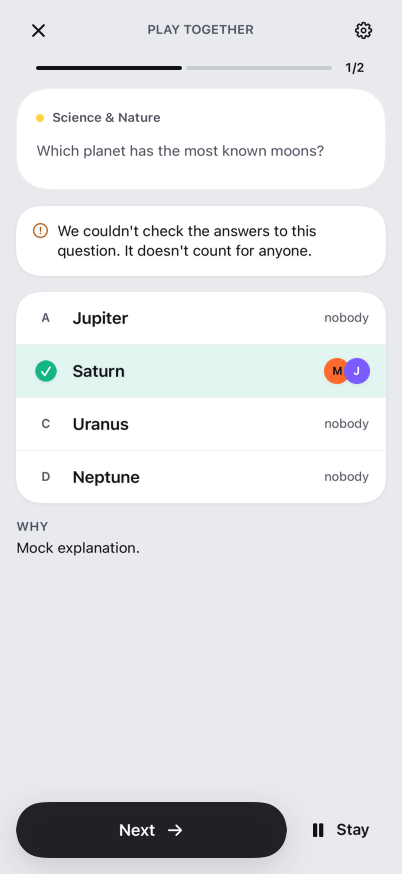 PLAY TOGETHER
1/2
Science & Nature
Which planet has the most known moons?
We couldn't check the answers to this
question. It doesn't count for anyone.
A Jupiter nobody
Saturn M J
C Uranus nobody
D Neptune nobody
WHY
Mock explanation.
Next Stay